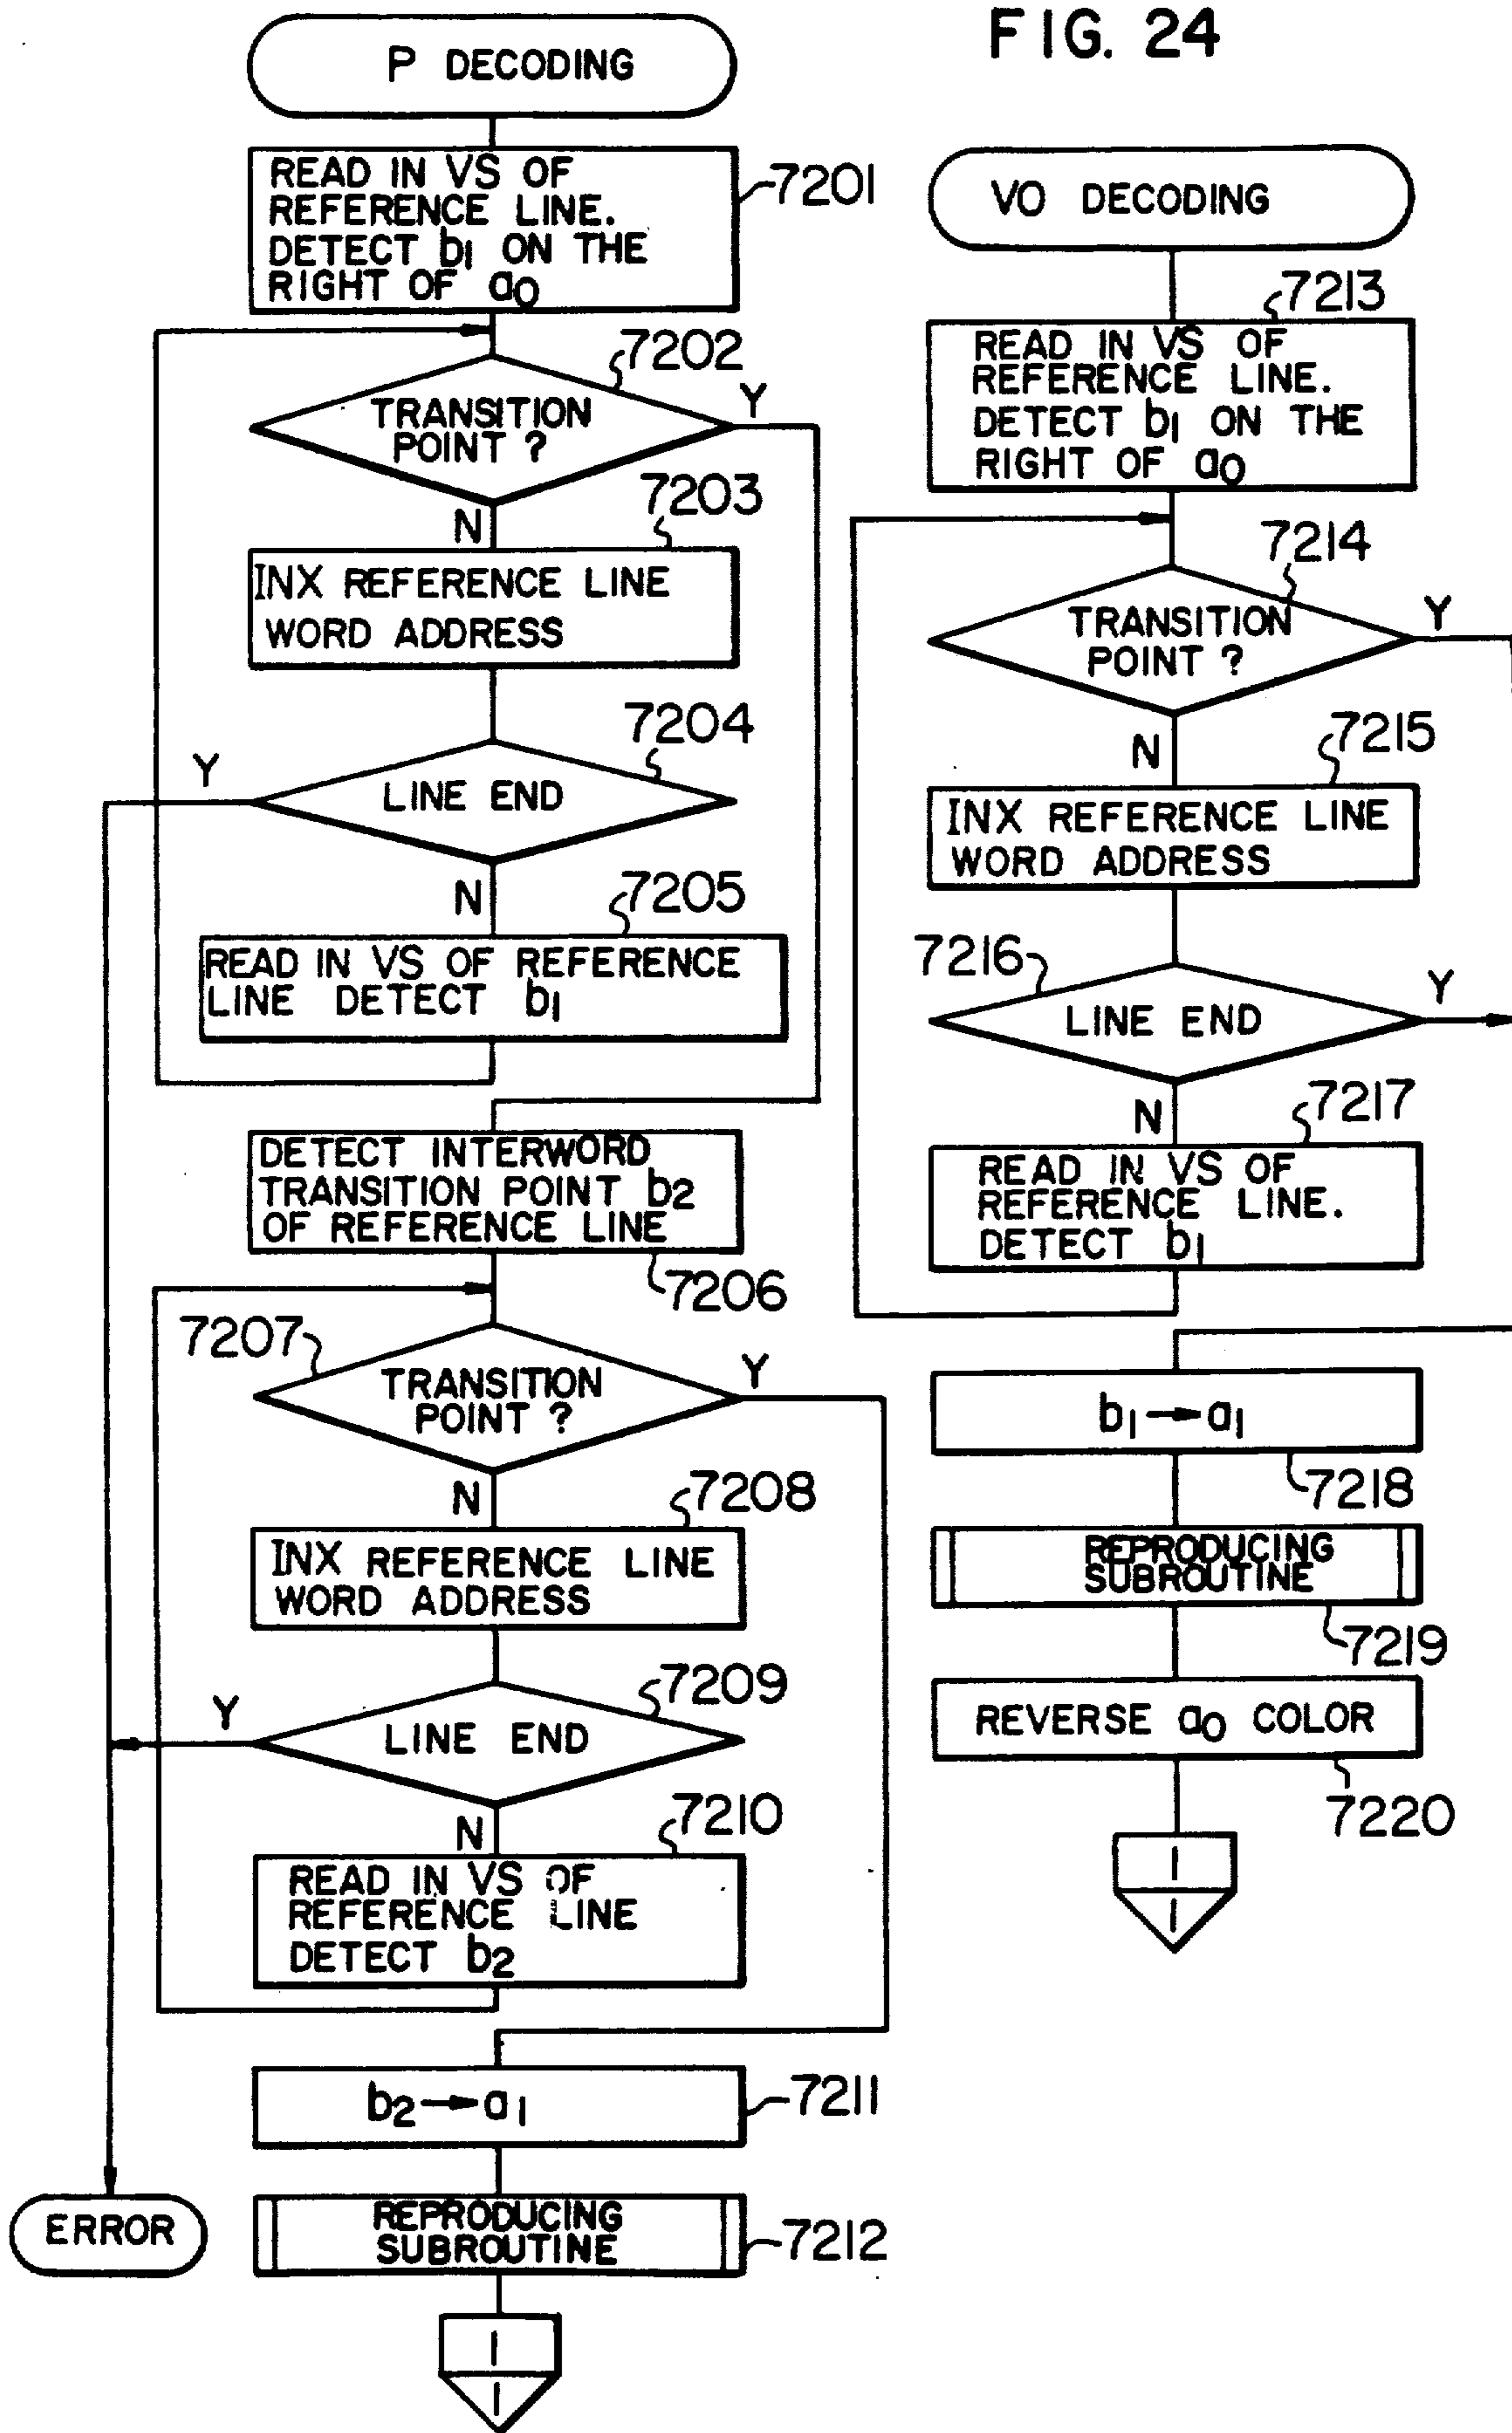 FIG. 24
P DECODING
READ IN VS OF
REFERENCE LINE.
DETECT b1 ON THE
RIGHT OF a0
7201
7202
TRANSITION
POINT ?
Y
N
7203
INX REFERENCE LINE
WORD ADDRESS
7204
LINE END
Y
N
7205
READ IN VS OF REFERENCE
LINE DETECT b1
DETECT INTERWORD
TRANSITION POINT b2
OF REFERENCE LINE
7206
7207
TRANSITION
POINT ?
Y
N
7208
INX REFERENCE LINE
WORD ADDRESS
7209
LINE END
Y
N
7210
READ IN VS OF
REFERENCE LINE
DETECT b2
b2 → a1
7211
ERROR
REPRODUCING
SUBROUTINE
7212
1
1
VO DECODING
7213
READ IN VS OF
REFERENCE LINE.
DETECT b1 ON THE
RIGHT OF a0
7214
TRANSITION
POINT ?
Y
N
7215
INX REFERENCE LINE
WORD ADDRESS
7216
LINE END
Y
N
7217
READ IN VS OF
REFERENCE LINE.
DETECT b1
b1 → a1
7218
REPRODUCING
SUBROUTINE
7219
REVERSE a0 COLOR
7220
1
1